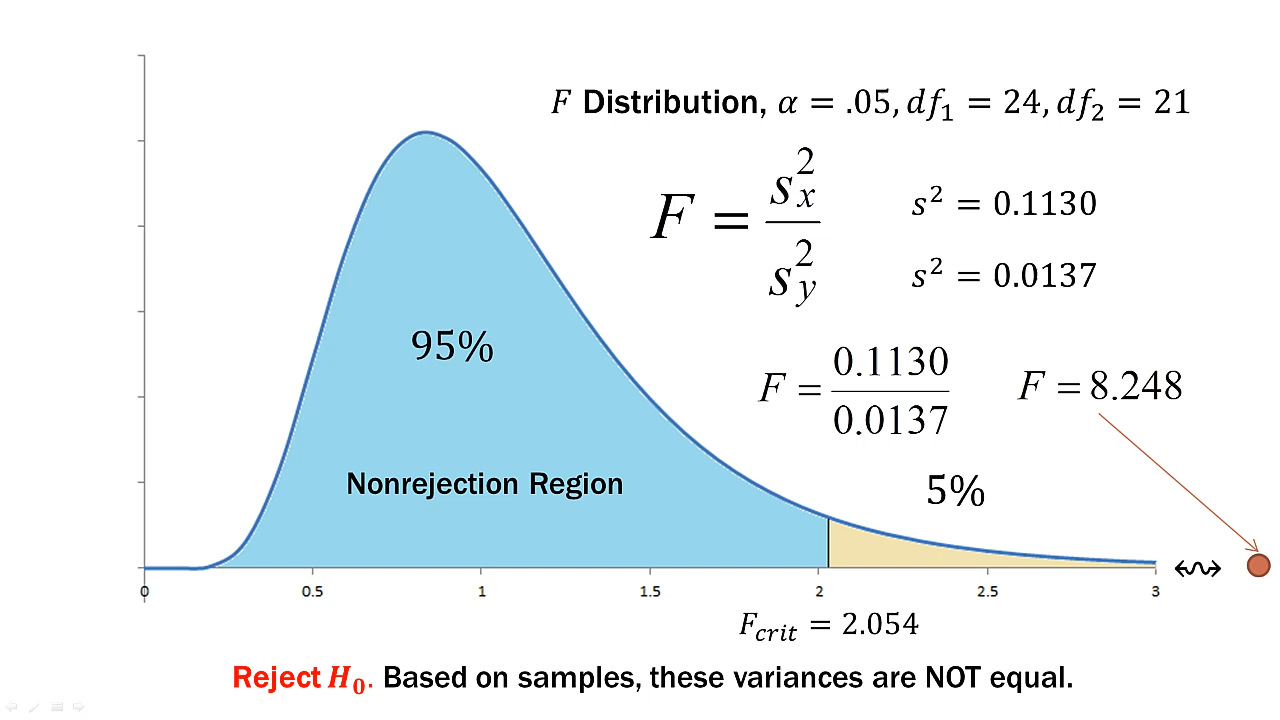 F Distribution, α = .05, df₁ = 24, df₂ = 21
F = s²ₓ / s²ᵧ
s² = 0.1130
s² = 0.0137
95%
F = 0.1130 / 0.0137
F = 8.248
Nonrejection Region
5%
0 0.5 1 1.5 2 2.5 3
F_crit = 2.054
Reject H₀. Based on samples, these variances are NOT equal.